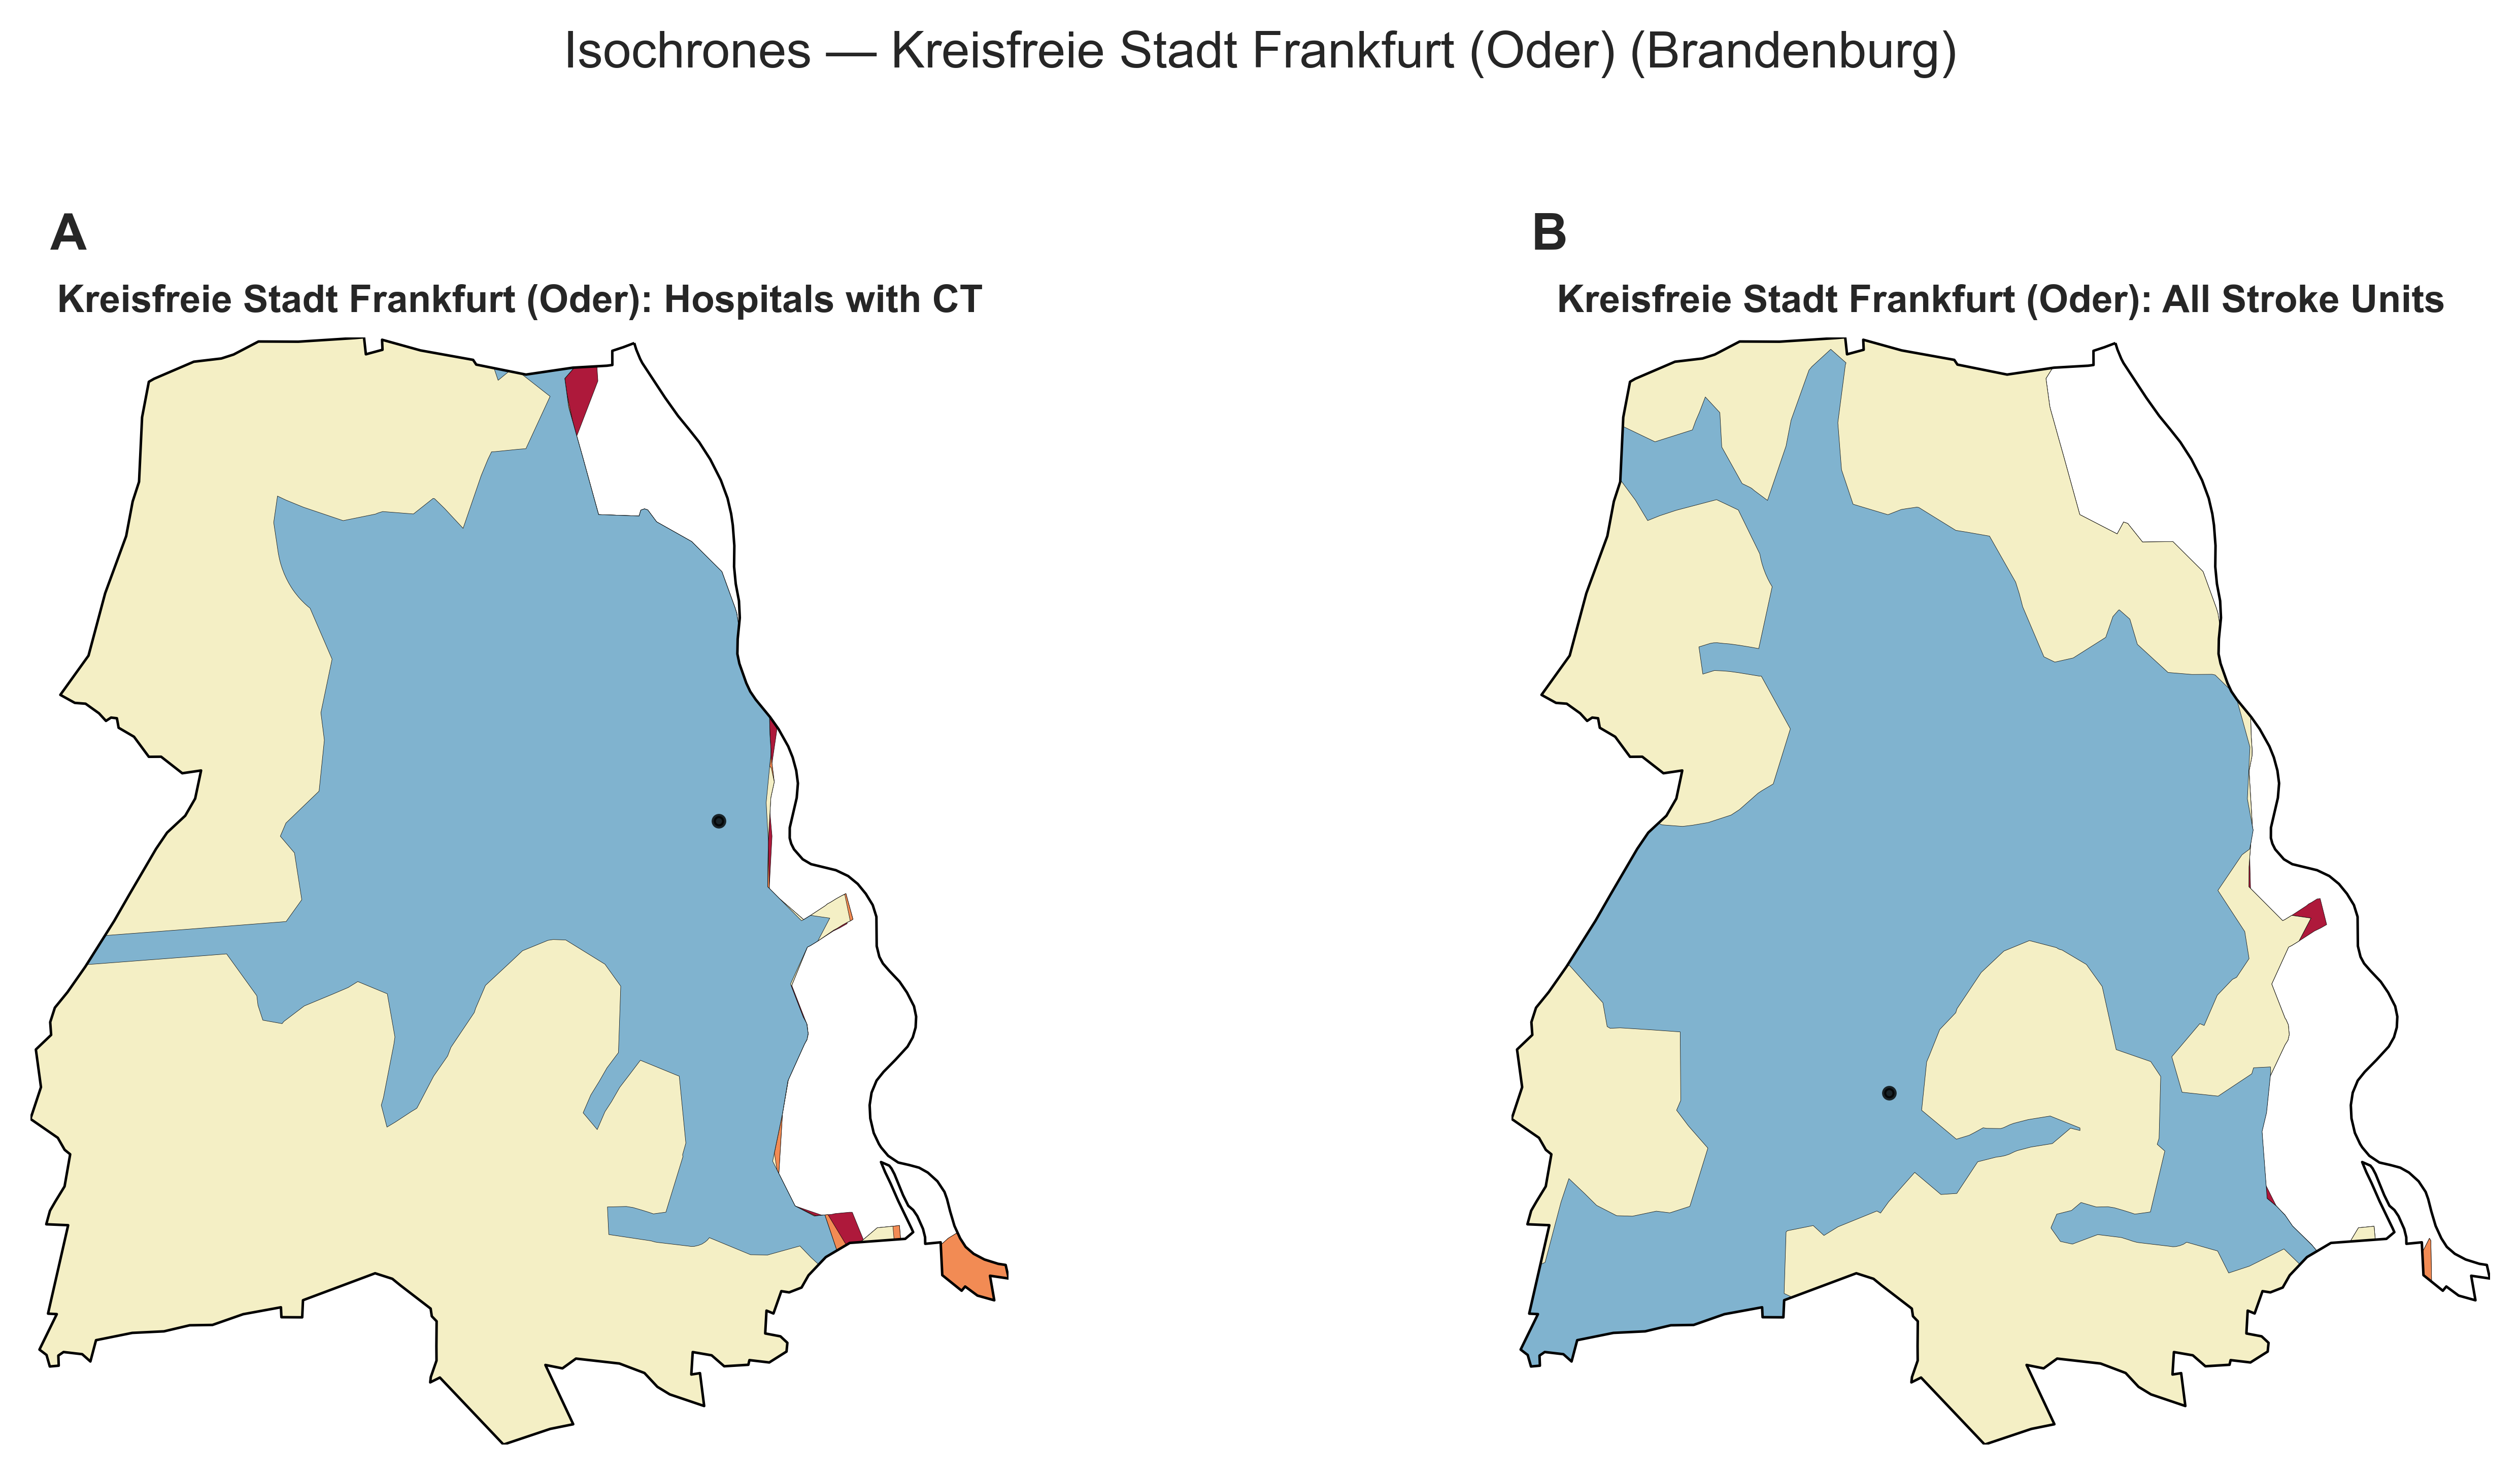 Isochrones — Kreisfreie Stadt Frankfurt (Oder) (Brandenburg)
A
Kreisfreie Stadt Frankfurt (Oder): Hospitals with CT
B
Kreisfreie Stadt Frankfurt (Oder): All Stroke Units